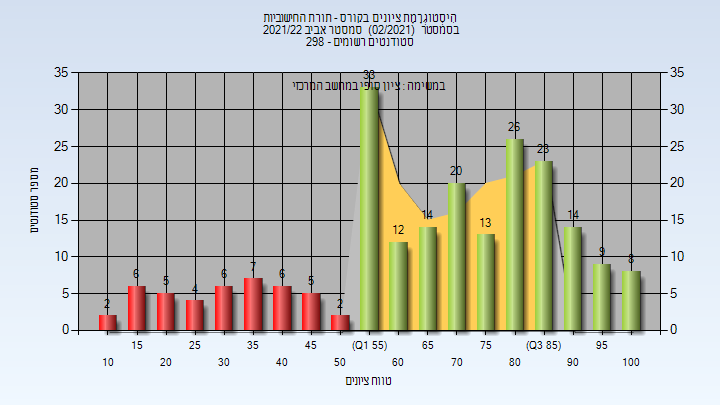 היסטוגרמת ציונים בקורס - תורת החישוביות
בסמסטר (02/2021) סמסטר אביב 2021/22
סטודנטים רשומים - 298
במשימה : ציון סופי במחשב המרכזי
מספר סטודנטים
35 30 25 20 15 10 5 0
35 30 25 20 15 10 5 0
2 6 5 4 6 7 6 5 2 33 12 14 20 13 26 23 14 9 8
15 25 35 45 (Q1 55) 65 75 (Q3 85) 95
10 20 30 40 50 60 70 80 90 100
טווח ציונים